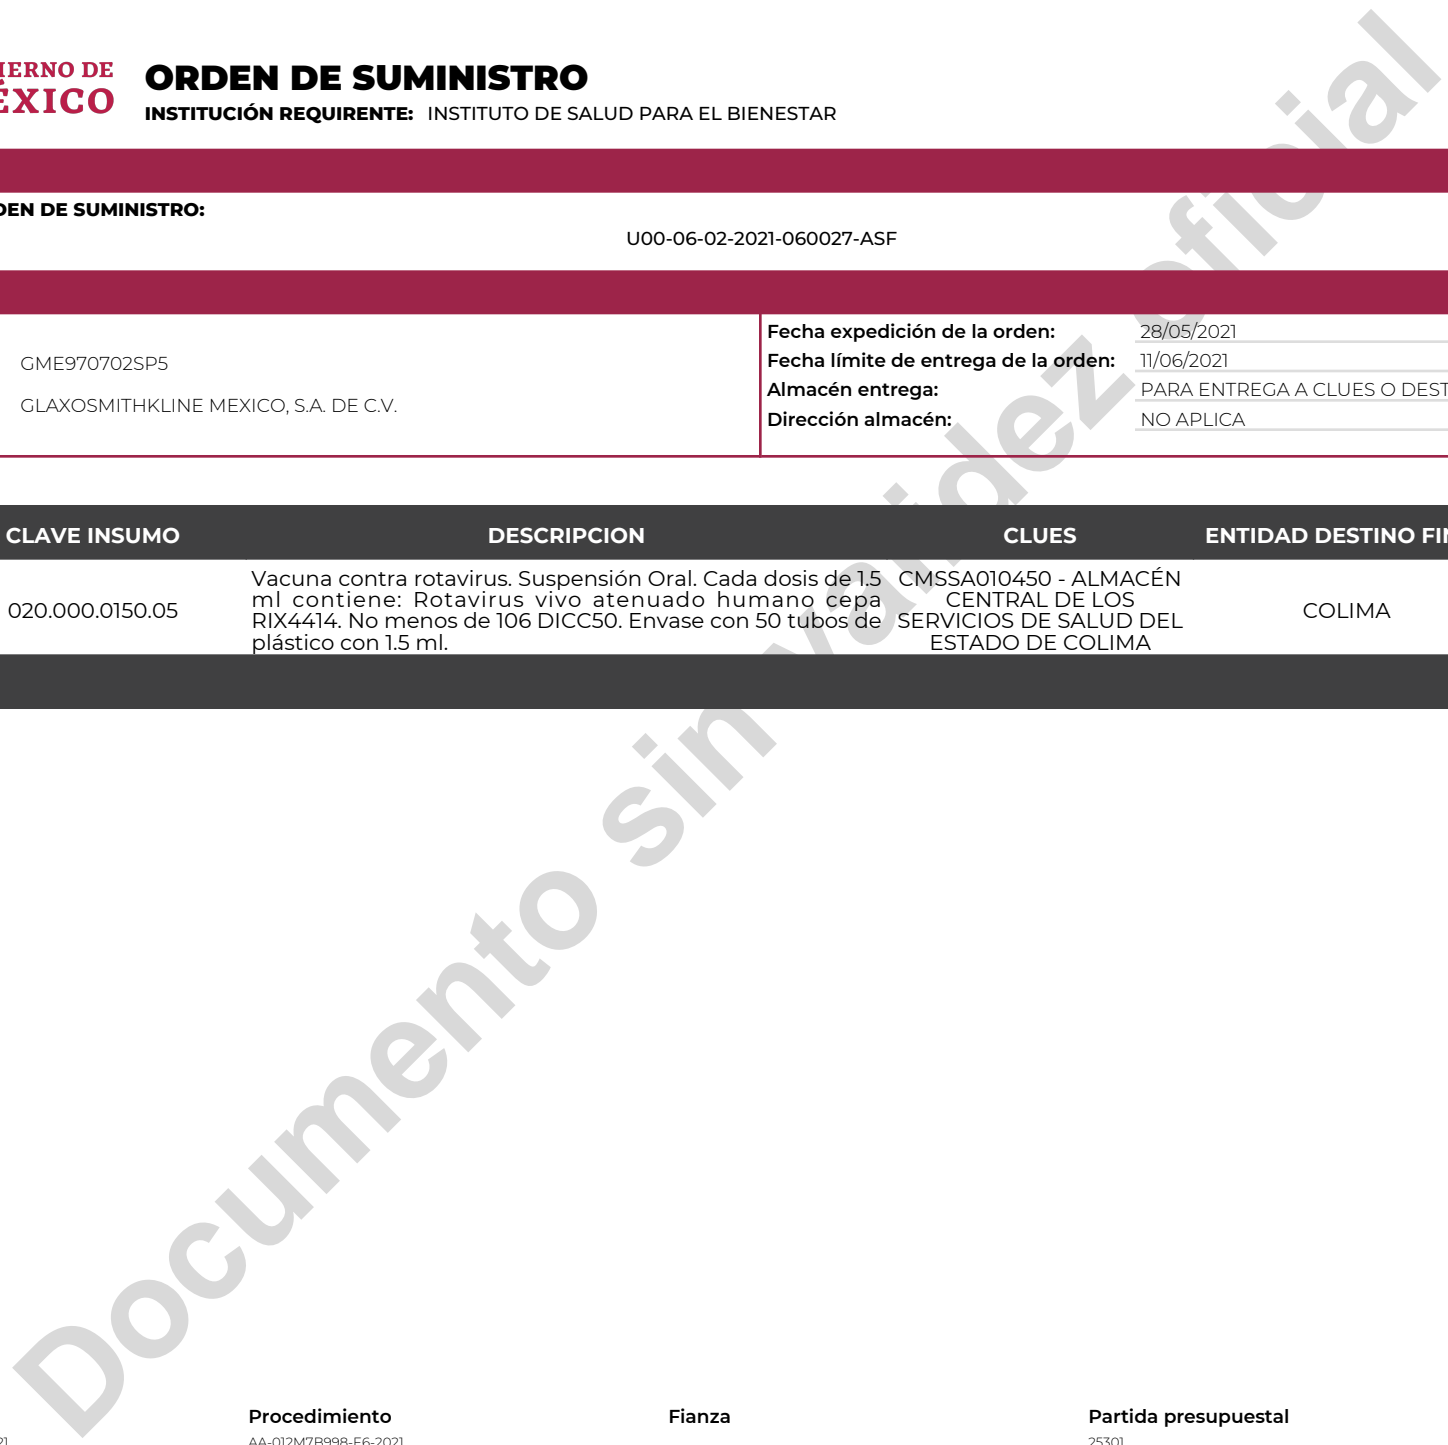 ORDEN DE SUMINISTRO
INSTITUCIÓN REQUIRENTE: INSTITUTO DE SALUD PARA EL BIENESTAR
DE SUMINISTRO:
U00-06-02-2021-060027-ASF
GME970702SP5
GLAXOSMITHKLINE MEXICO, S.A. DE C.V.
Fecha expedición de la orden: 28/05/2021
Fecha límite de entrega de la orden: 11/06/2021
Almacén entrega: PARA ENTREGA A CLUES O DEST
Dirección almacén: NO APLICA
CLAVE INSUMO DESCRIPCION CLUES ENTIDAD DESTINO
020.000.0150.05
Vacuna contra rotavirus. Suspensión Oral. Cada dosis de 1.5
ml contiene: Rotavirus vivo atenuado humano cepa
RIX4414. No menos de 106 DICC50. Envase con 50 tubos de
plástico con 1.5 ml.
CMSSA010450 - ALMACÉN
CENTRAL DE LOS
SERVICIOS DE SALUD DEL
ESTADO DE COLIMA
COLIMA
Documento sin validez oficial
Procedimiento Fianza Partida presupuestal
AA-012M7B998-E6-2021 25301